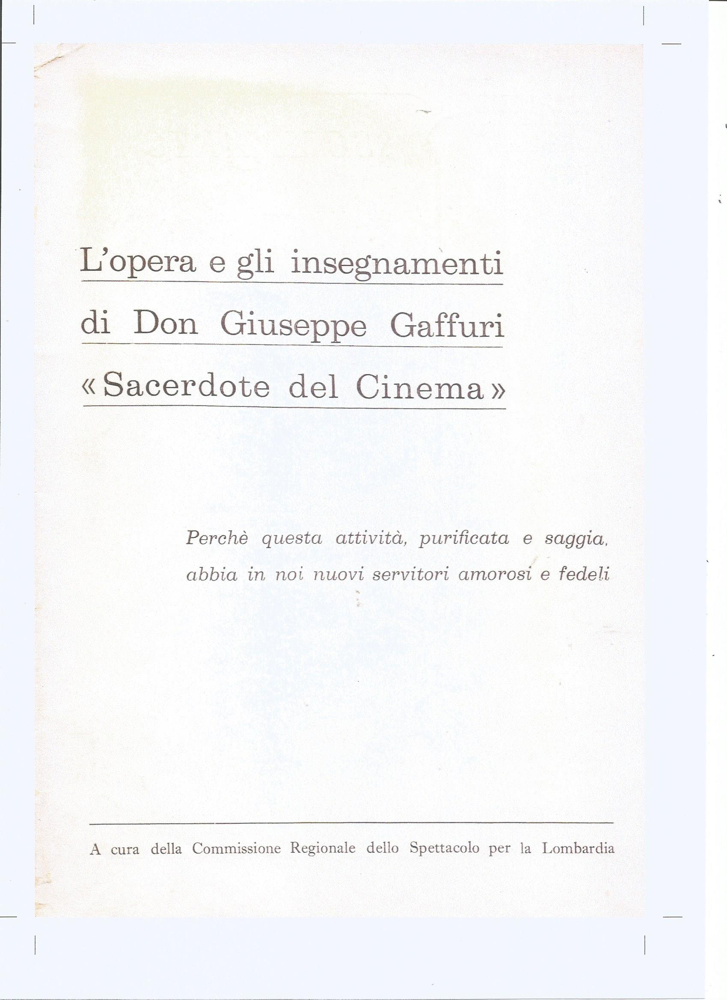 L'opera e gli insegnamenti
di Don Giuseppe Gaffuri
«Sacerdote del Cinema»
Perchè questa attività, purificata e saggia,
abbia in noi nuovi servitori amorosi e fedeli
A cura della Commissione Regionale dello Spettacolo per la Lombardia